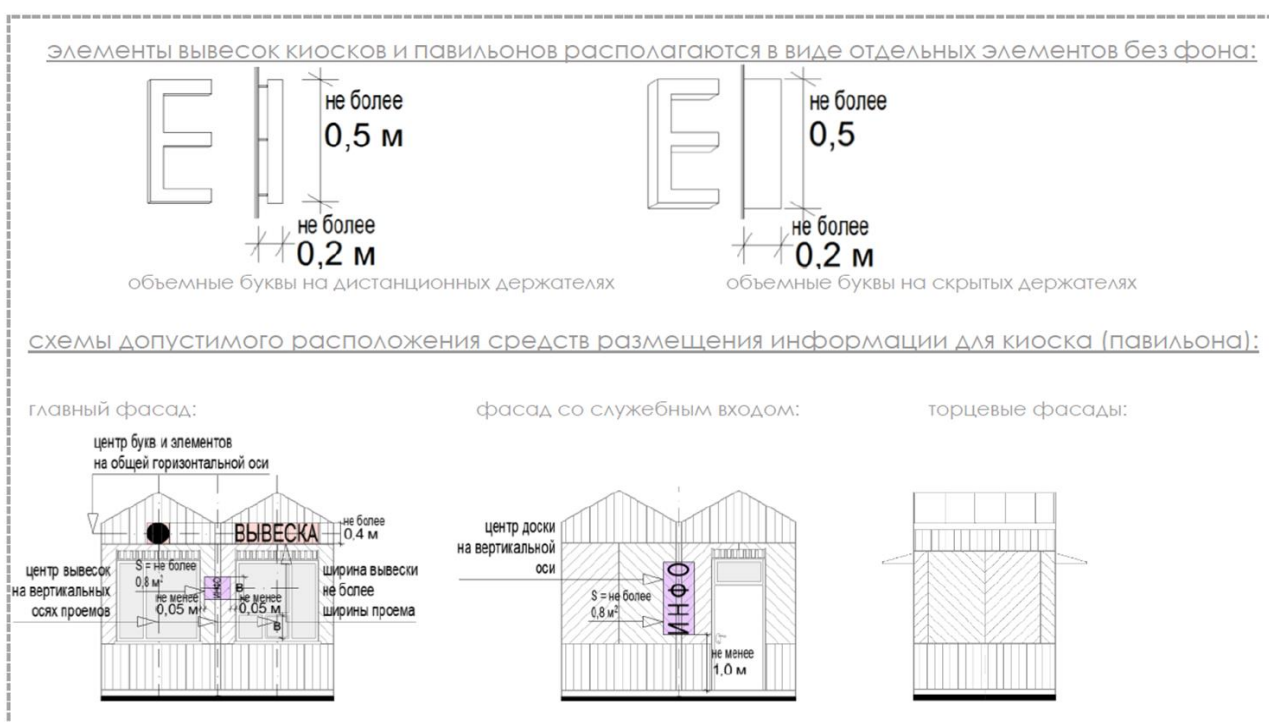 элементы вывесок киосков и павильонов располагаются в виде отдельных элементов без фона:
Е
не более
0,5 м
не более
0,2 м
Е
не более
0,5
не более
0,2 м
объемные буквы на дистанционных держателях
объемные буквы на скрытых держателях
схемы допустимого расположения средств размещения информации для киоска (павильона):
главный фасад:
фасад со служебным входом:
торцевые фасады:
центр букв и элементов
на общей горизонтальной оси
ВЫВЕСКА
не более
0,4 м
центр вывесок
на вертикальных
осях проемов
S = не более
0,8 м²
ИНФО
В
не менее
0,05 м
не менее
0,05 м
В
ширина вывески
не более
ширины проема
центр доски
на вертикальной
оси
S = не более
0,8 м²
ИНФО
не менее
1,0 м